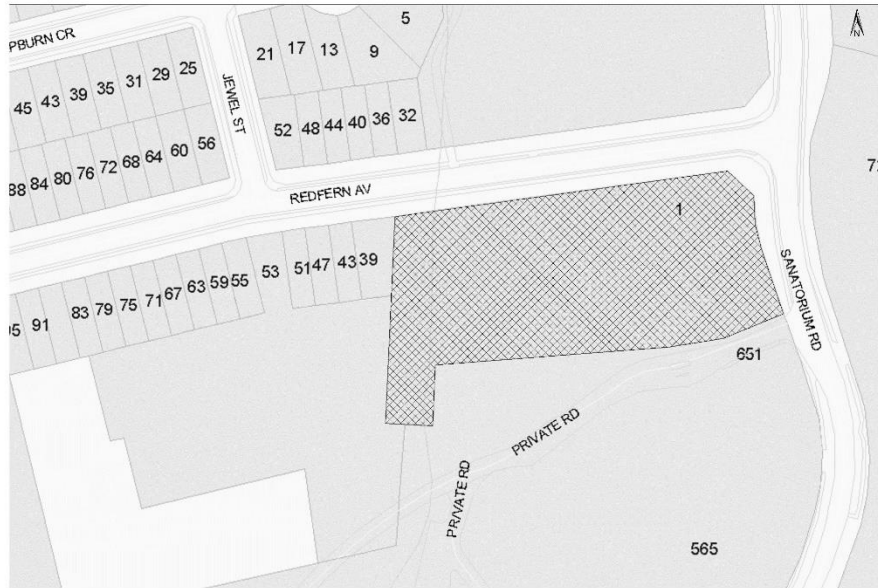 5
PBURN CR
21 17 13 9
45 43 39 35 31 29 25
JEWEL ST
52 48 44 40 36 32
88 84 80 76 72 68 64 60 56
N
REDFERN AV
1
SANATORIUM RD
53 51 47 43 39
91 83 79 75 71 67 63 59 55
651
PRIVATE RD
PRIVATE RD
565